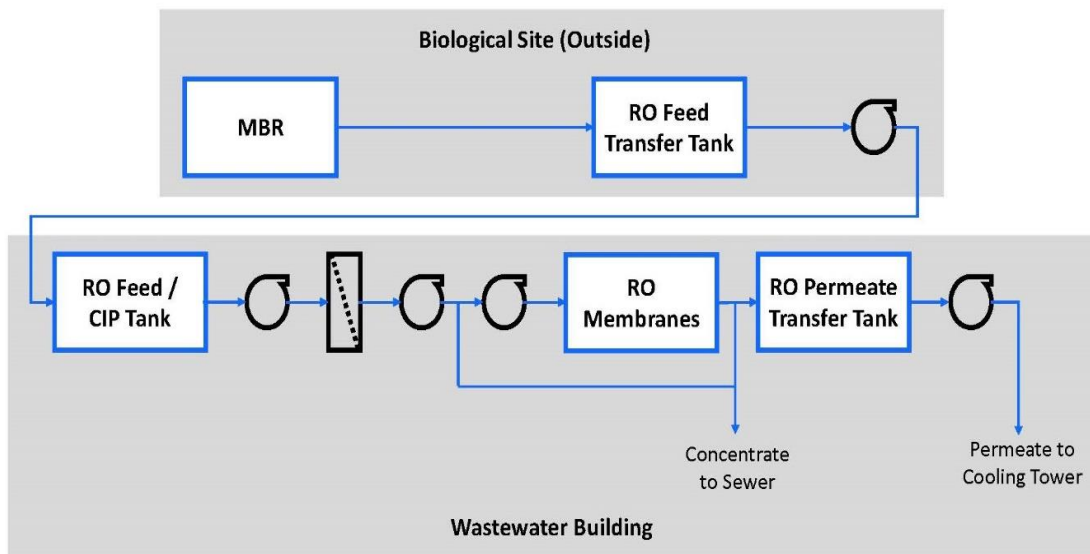 Biological Site (Outside)
MBR
RO Feed
Transfer Tank
RO Feed /
CIP Tank
RO
Membranes
RO Permeate
Transfer Tank
Concentrate
to Sewer
Permeate to
Cooling Tower
Wastewater Building